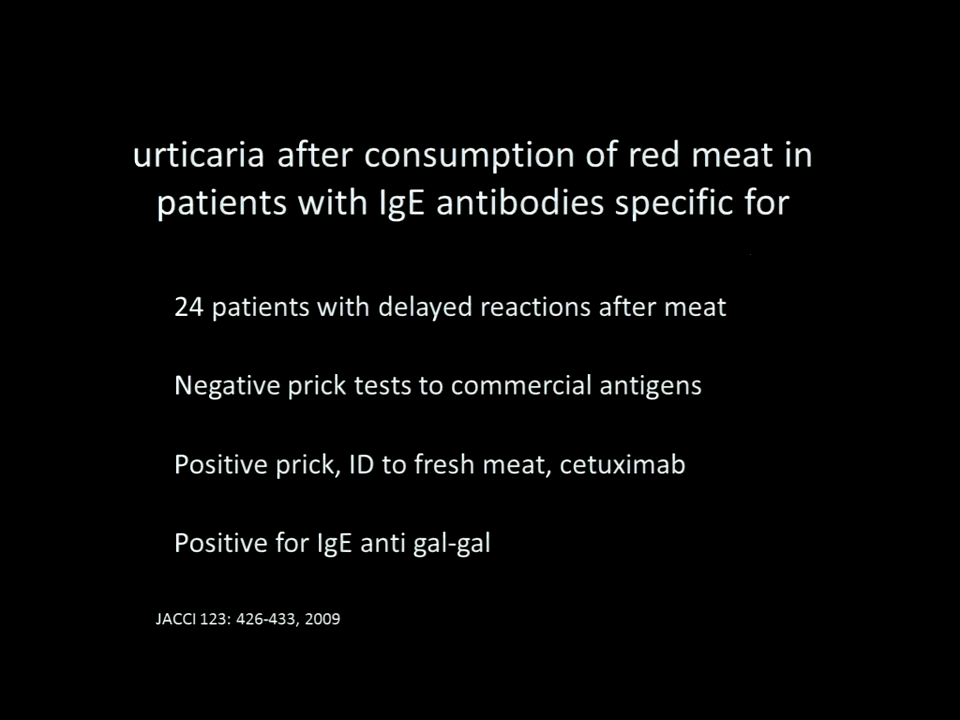 urticaria after consumption of red meat in
patients with IgE antibodies specific for
24 patients with delayed reactions after meat
Negative prick tests to commercial antigens
Positive prick, ID to fresh meat, cetuximab
Positive for IgE anti gal-gal
JACCI 123: 426-433, 2009